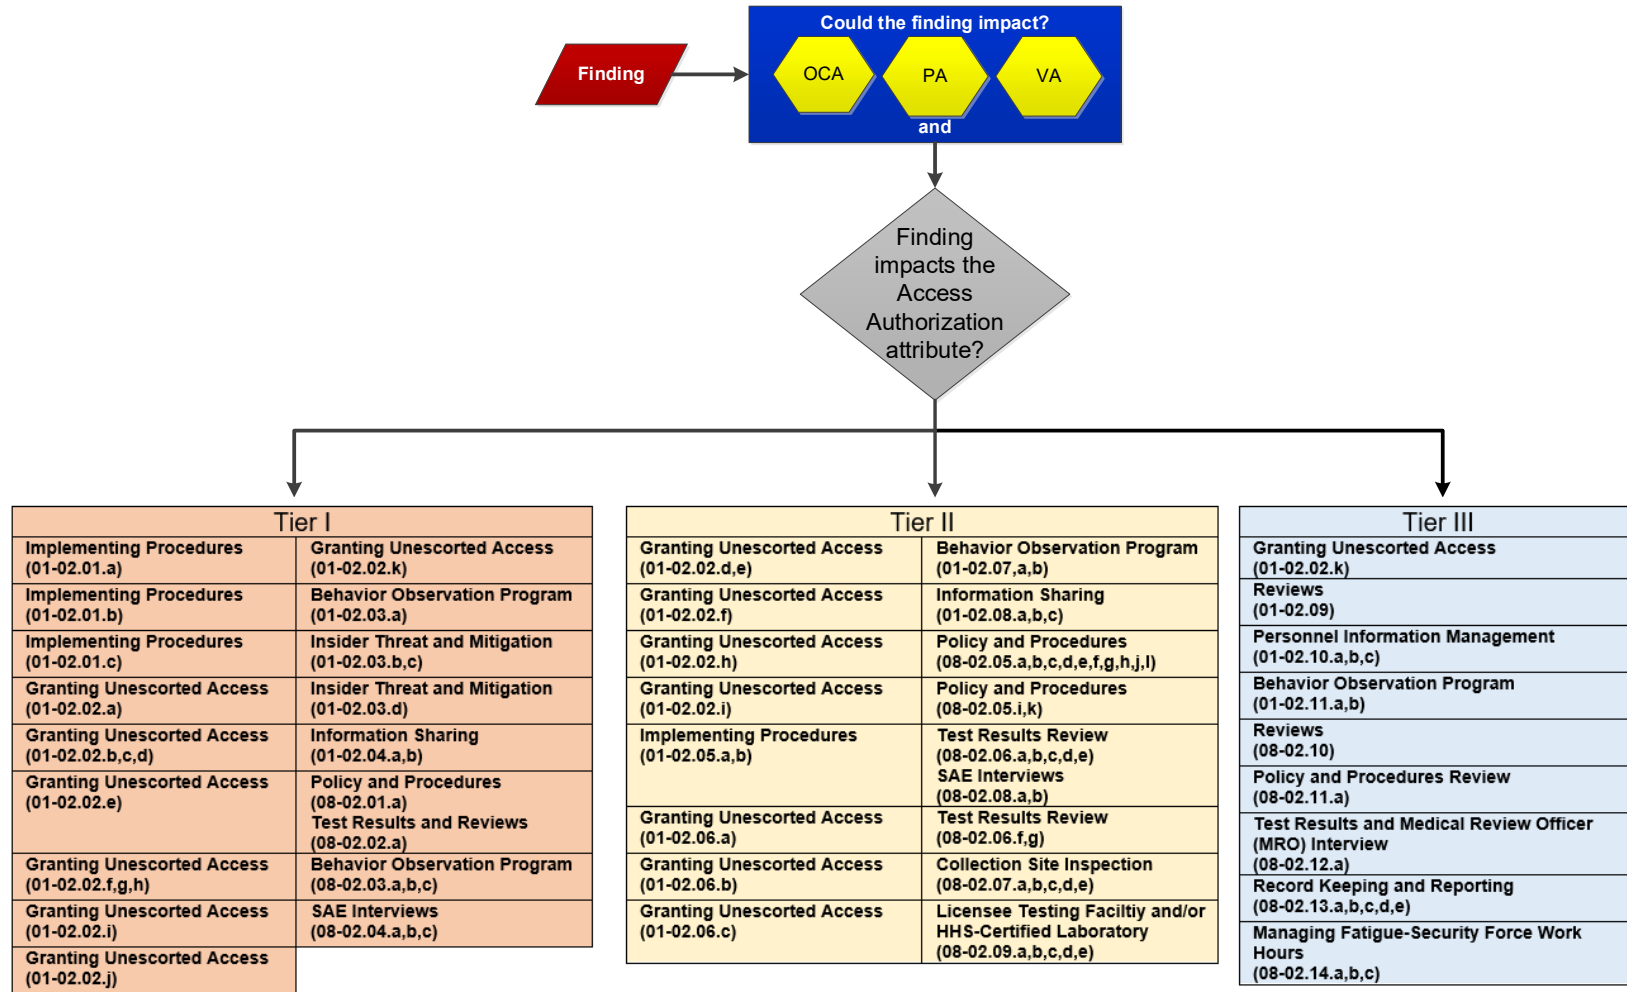 Could the finding impact?
Finding
OCA
PA
VA
and
Finding
impacts the
Access
Authorization
attribute?
Tier I
Implementing Procedures
(01-02.01.a)
Granting Unescorted Access
(01-02.02.k)
Implementing Procedures
(01-02.01.b)
Behavior Observation Program
(01-02.03.a)
Implementing Procedures
(01-02.01.c)
Insider Threat and Mitigation
(01-02.03.b,c)
Granting Unescorted Access
(01-02.02.a)
Insider Threat and Mitigation
(01-02.03.d)
Granting Unescorted Access
(01-02.02.b,c,d)
Information Sharing
(01-02.04.a,b)
Granting Unescorted Access
(01-02.02.e)
Policy and Procedures
(08-02.01.a)
Test Results and Reviews
(08-02.02.a)
Granting Unescorted Access
(01-02.02.f,g,h)
Behavior Observation Program
(08-02.03.a,b,c)
Granting Unescorted Access
(01-02.02.i)
SAE Interviews
(08-02.04.a,b,c)
Granting Unescorted Access
(01-02.02.j)
Tier II
Granting Unescorted Access
(01-02.02.d,e)
Behavior Observation Program
(01-02.07,a,b)
Granting Unescorted Access
(01-02.02.f)
Information Sharing
(01-02.08.a,b,c)
Granting Unescorted Access
(01-02.02.h)
Policy and Procedures
(08-02.05.a,b,c,d,e,f,g,h,j,l)
Granting Unescorted Access
(01-02.02.i)
Policy and Procedures
(08-02.05.i,k)
Implementing Procedures
(01-02.05.a,b)
Test Results Review
(08-02.06.a,b,c,d,e)
SAE Interviews
(08-02.08.a,b)
Granting Unescorted Access
(01-02.06.a)
Test Results Review
(08-02.06.f,g)
Granting Unescorted Access
(01-02.06.b)
Collection Site Inspection
(08-02.07.a,b,c,d,e)
Granting Unescorted Access
(01-02.06.c)
Licensee Testing Faciltiy and/or
HHS-Certified Laboratory
(08-02.09.a,b,c,d,e)
Tier III
Granting Unescorted Access
(01-02.02.k)
Reviews
(01-02.09)
Personnel Information Management
(01-02.10.a,b,c)
Behavior Observation Program
(01-02.11.a,b)
Reviews
(08-02.10)
Policy and Procedures Review
(08-02.11.a)
Test Results and Medical Review Officer
(MRO) Interview
(08-02.12.a)
Record Keeping and Reporting
(08-02.13.a,b,c,d,e)
Managing Fatigue-Security Force Work
Hours
(08-02.14.a,b,c)